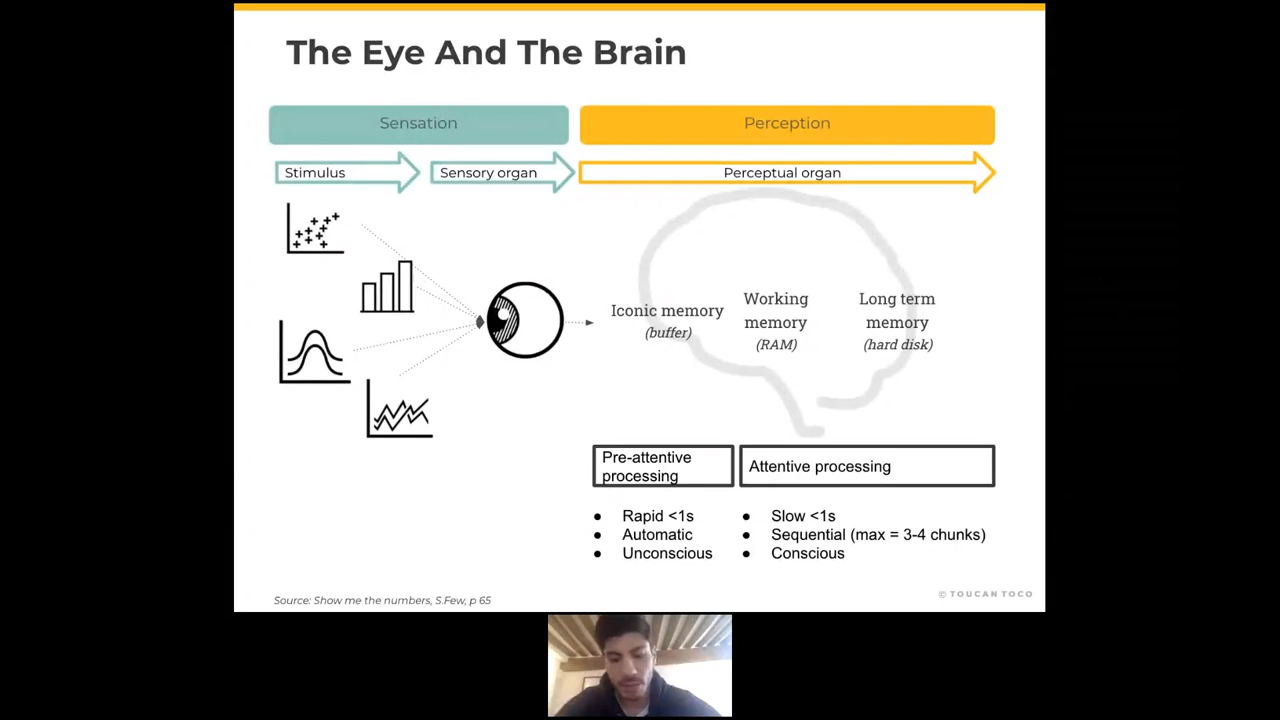 The Eye And The Brain
Sensation
Perception
Stimulus
Sensory organ
Perceptual organ
Iconic memory
(buffer)
Working
memory
(RAM)
Long term
memory
(hard disk)
Pre-attentive
processing
Attentive processing
● Rapid <1s
● Automatic
● Unconscious
● Slow <1s
● Sequential (max = 3-4 chunks)
● Conscious
Source: Show me the numbers, S.Few, p 65
© TOUCAN TOCO